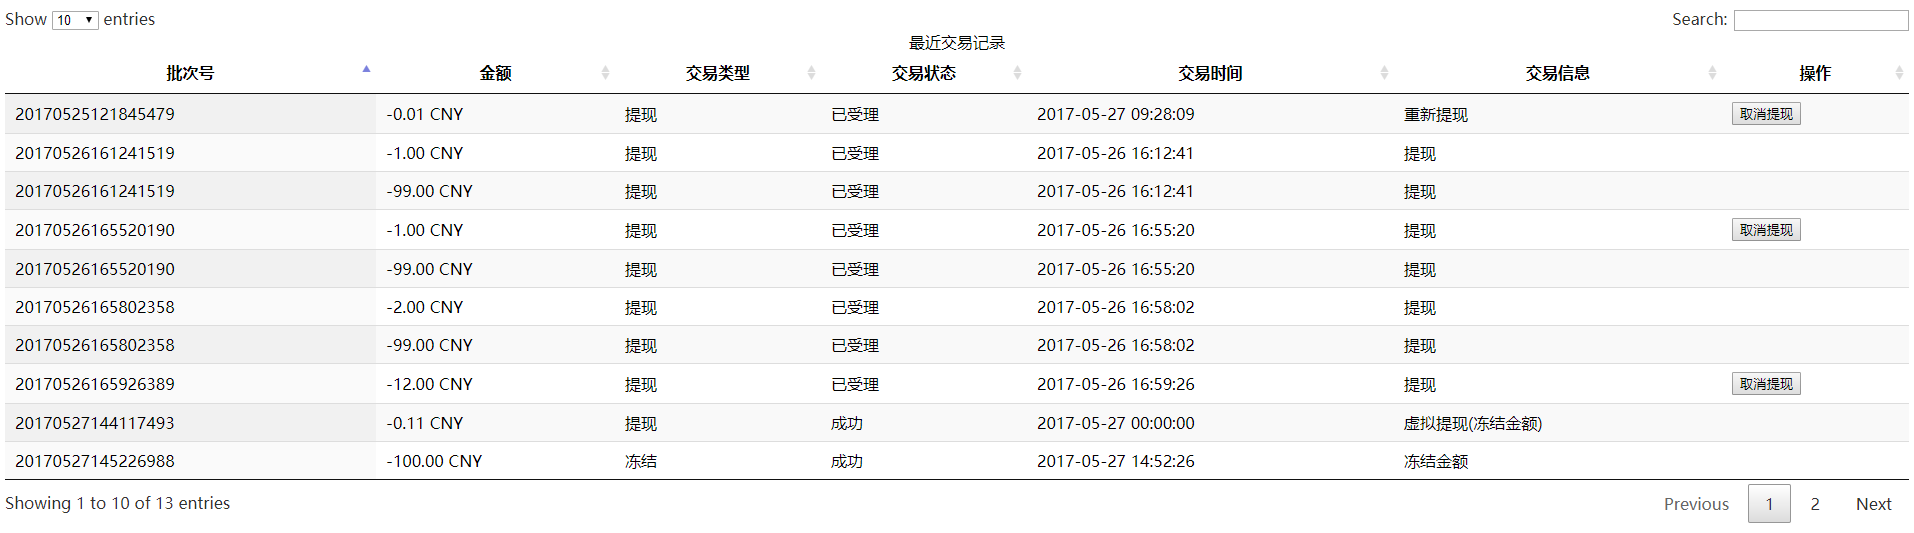 Show 10 entries Search:
最近交易记录
批次号 金额 交易类型 交易状态 交易时间 交易信息 操作
20170525121845479 -0.01 CNY 提现 已受理 2017-05-27 09:28:09 重新提现 取消提现
20170526161241519 -1.00 CNY 提现 已受理 2017-05-26 16:12:41 提现
20170526161241519 -99.00 CNY 提现 已受理 2017-05-26 16:12:41 提现
20170526165520190 -1.00 CNY 提现 已受理 2017-05-26 16:55:20 提现 取消提现
20170526165520190 -99.00 CNY 提现 已受理 2017-05-26 16:55:20 提现
20170526165802358 -2.00 CNY 提现 已受理 2017-05-26 16:58:02 提现
20170526165802358 -99.00 CNY 提现 已受理 2017-05-26 16:58:02 提现
20170526165926389 -12.00 CNY 提现 已受理 2017-05-26 16:59:26 提现 取消提现
20170527144117493 -0.11 CNY 提现 成功 2017-05-27 00:00:00 虚拟提现(冻结金额)
20170527145226988 -100.00 CNY 冻结 成功 2017-05-27 14:52:26 冻结金额
Showing 1 to 10 of 13 entries Previous 1 2 Next